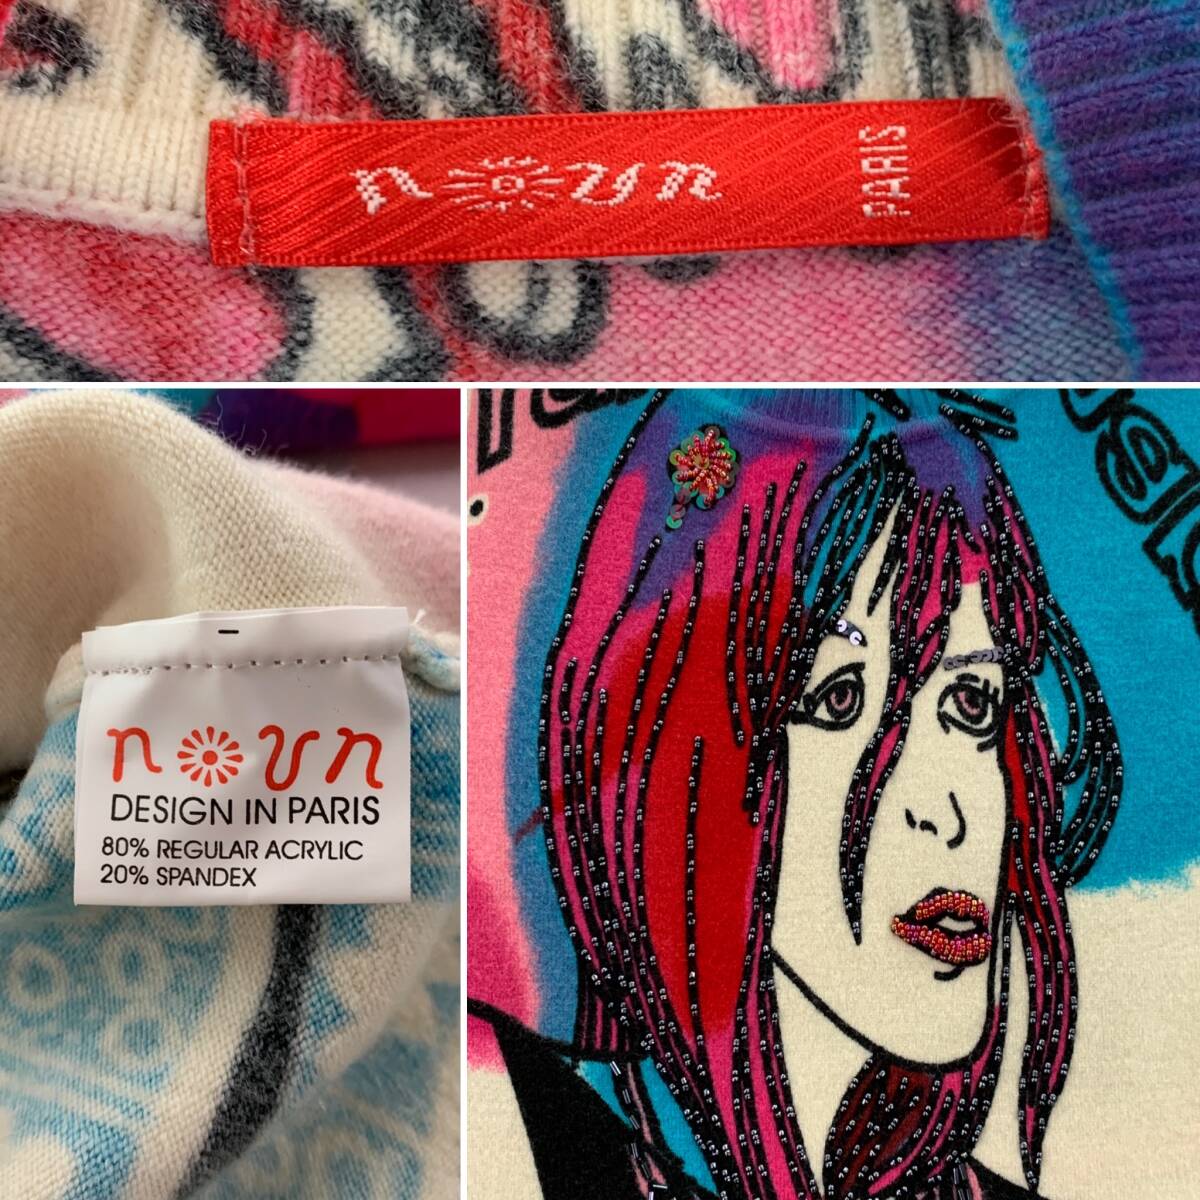 noun PARIS
noun
DESIGN IN PARIS
80% REGULAR ACRYLIC
20% SPANDEX